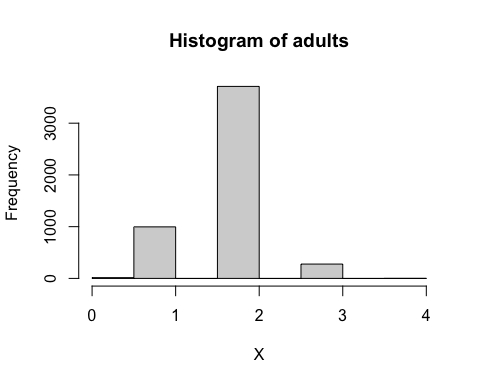 Histogram of adults
Frequency
3000
2000
1000
0
0 1 2 3 4
X